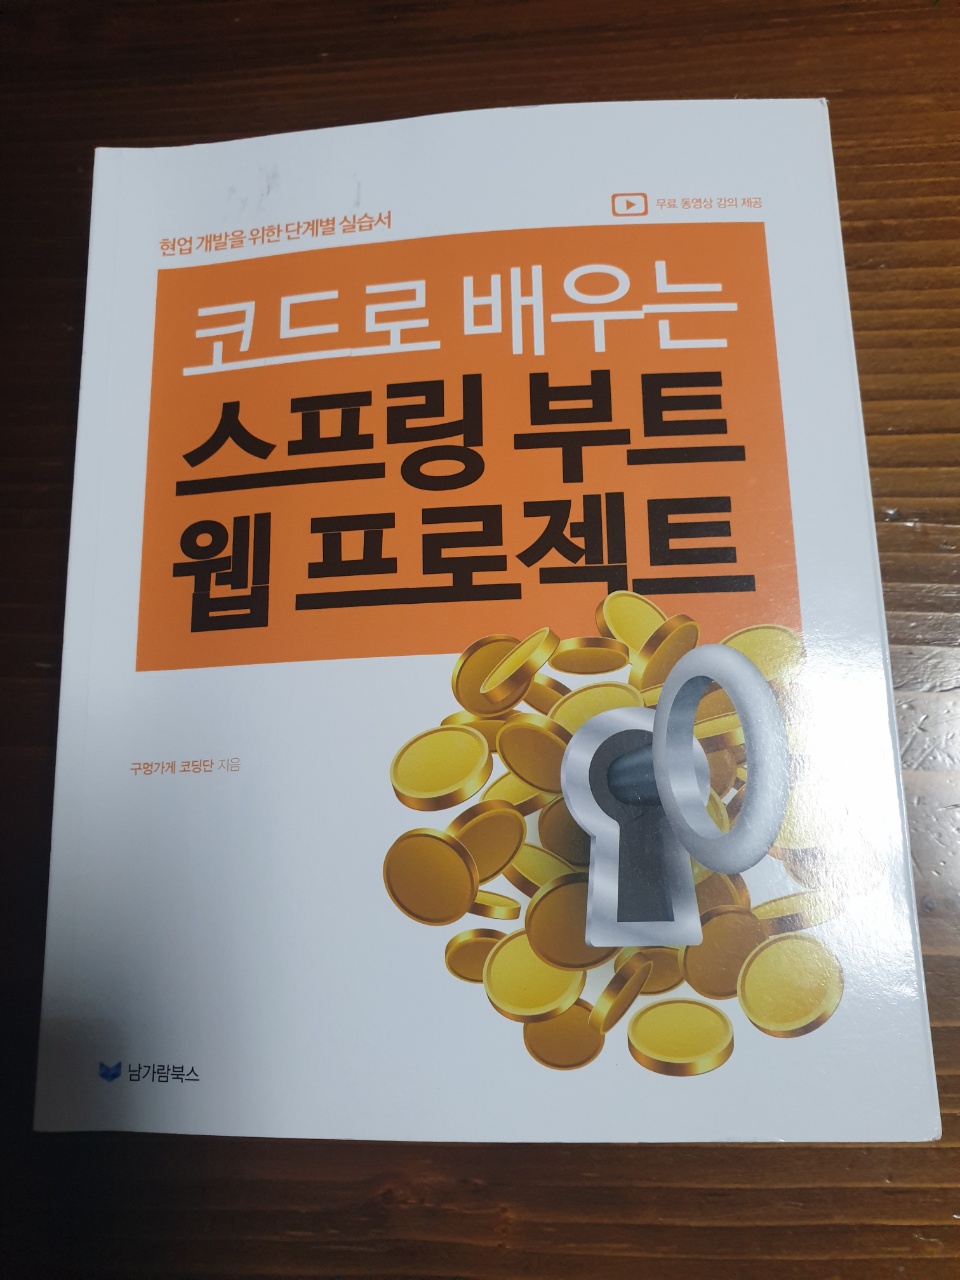 무료 동영상 강의 제공
현업 개발을 위한 단계별 실습서
코드로 배우는
스프링 부트
웹 프로젝트
구멍가게 코딩단 지음
남가람북스